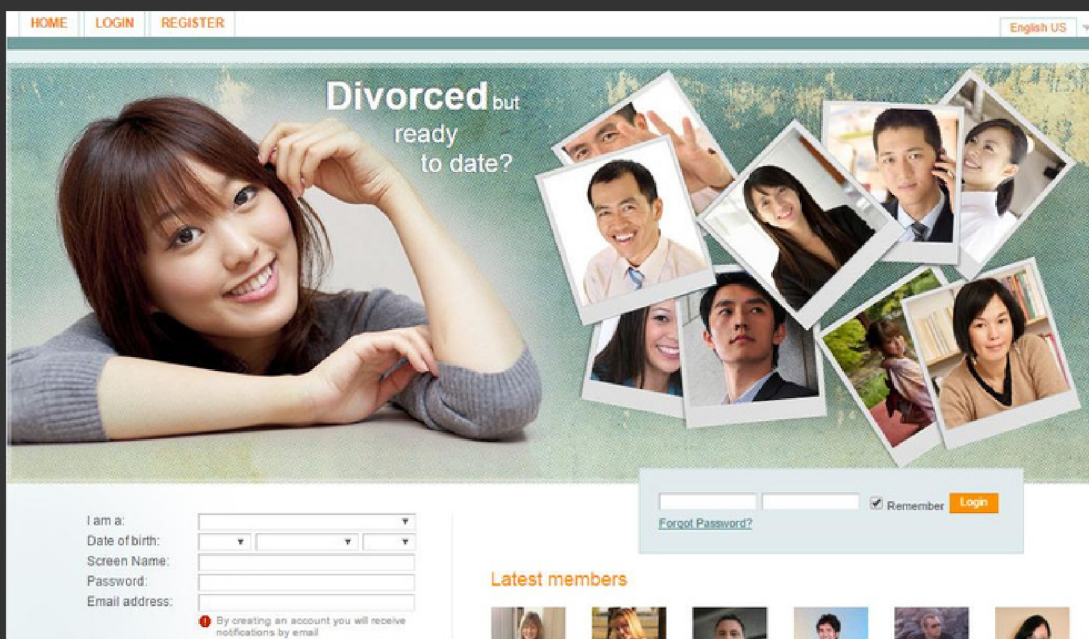 HOME LOGIN REGISTER
English US
Divorced but
ready
to date?
Remember Login
Forgot Password?
I am a:
Date of birth:
Screen Name:
Password:
Email address:
By creating an account you will receive
notifications by email
Latest members